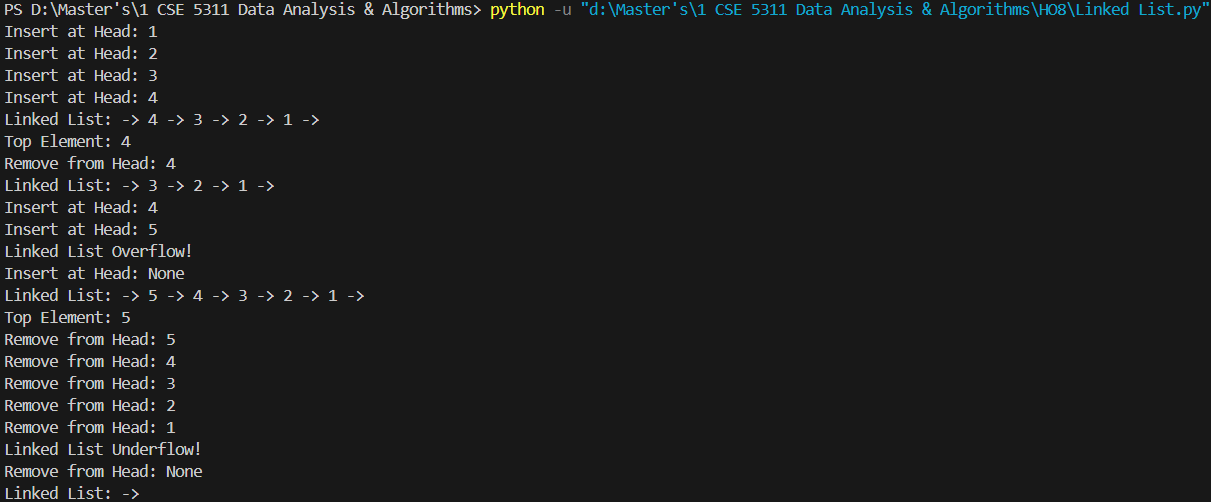 PS D:\Master's\1 CSE 5311 Data Analysis & Algorithms> python -u "d:\Master's\1 CSE 5311 Data Analysis & Algorithms\HO8\Linked List.py"
Insert at Head: 1
Insert at Head: 2
Insert at Head: 3
Insert at Head: 4
Linked List: -> 4 -> 3 -> 2 -> 1 ->
Top Element: 4
Remove from Head: 4
Linked List: -> 3 -> 2 -> 1 ->
Insert at Head: 4
Insert at Head: 5
Linked List Overflow!
Insert at Head: None
Linked List: -> 5 -> 4 -> 3 -> 2 -> 1 ->
Top Element: 5
Remove from Head: 5
Remove from Head: 4
Remove from Head: 3
Remove from Head: 2
Remove from Head: 1
Linked List Underflow!
Remove from Head: None
Linked List: ->